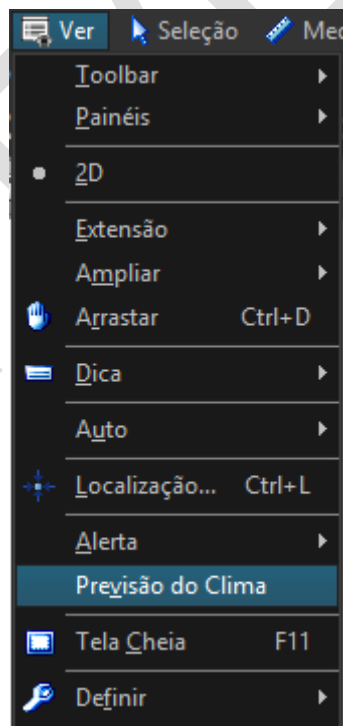 Ver Seleção Med
Toolbar
Painéis
2D
Extensão
Ampliar
Arrastar Ctrl+D
Dica
Auto
Localização... Ctrl+L
Alerta
Previsão do Clima
Tela Cheia F11
Definir